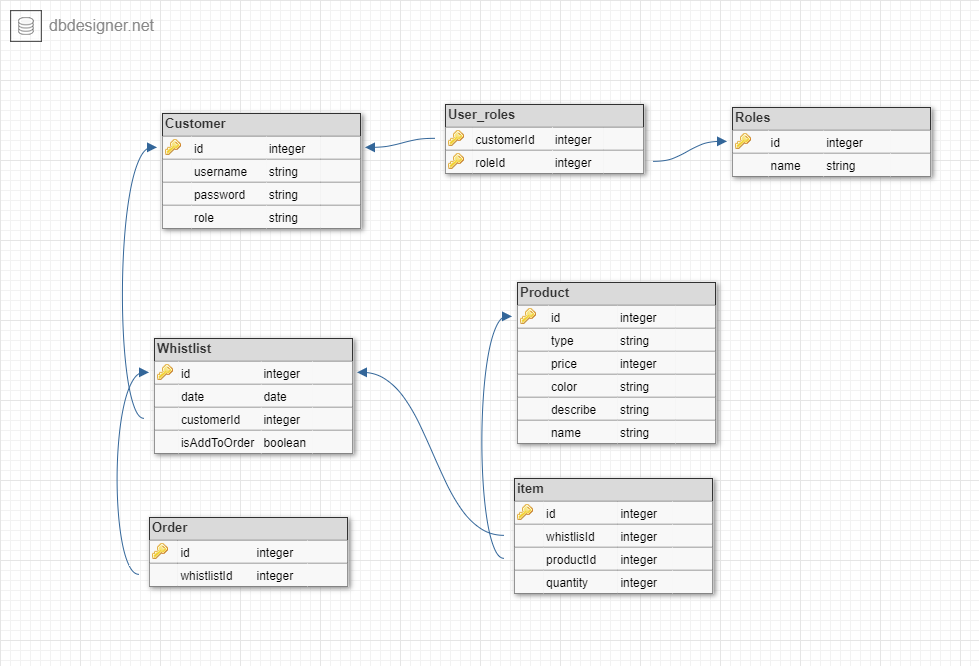 dbdesigner.net
Customer
id integer
username string
password string
role string
User_roles
customerId integer
roleId integer
Roles
id integer
name string
Product
id integer
type string
price integer
color string
describe string
name string
Whistlist
id integer
date date
customerId integer
isAddToOrder boolean
item
id integer
whistlisId integer
productId integer
quantity integer
Order
id integer
whistlistId integer